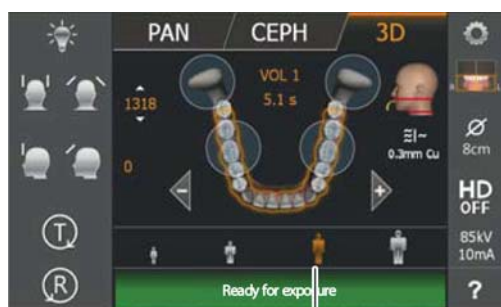 PAN
CEPH
3D
VOL 1
5.1 s
1318
0
0.3mm Cu
8cm
HD
OFF
85kV
10mA
T
R
Ready for exposure
?